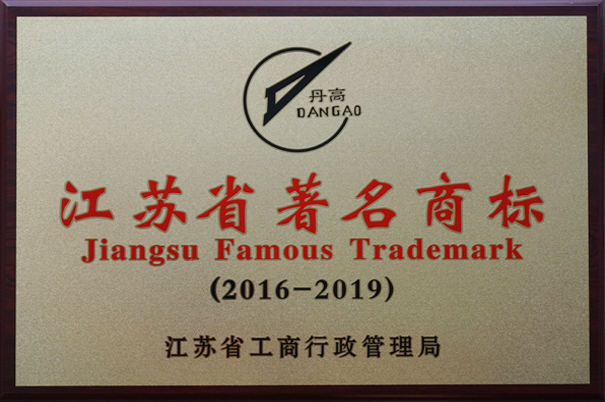 丹高
DANGAO
江苏省著名商标
Jiangsu Famous Trademark
(2016-2019)
江苏省工商行政管理局